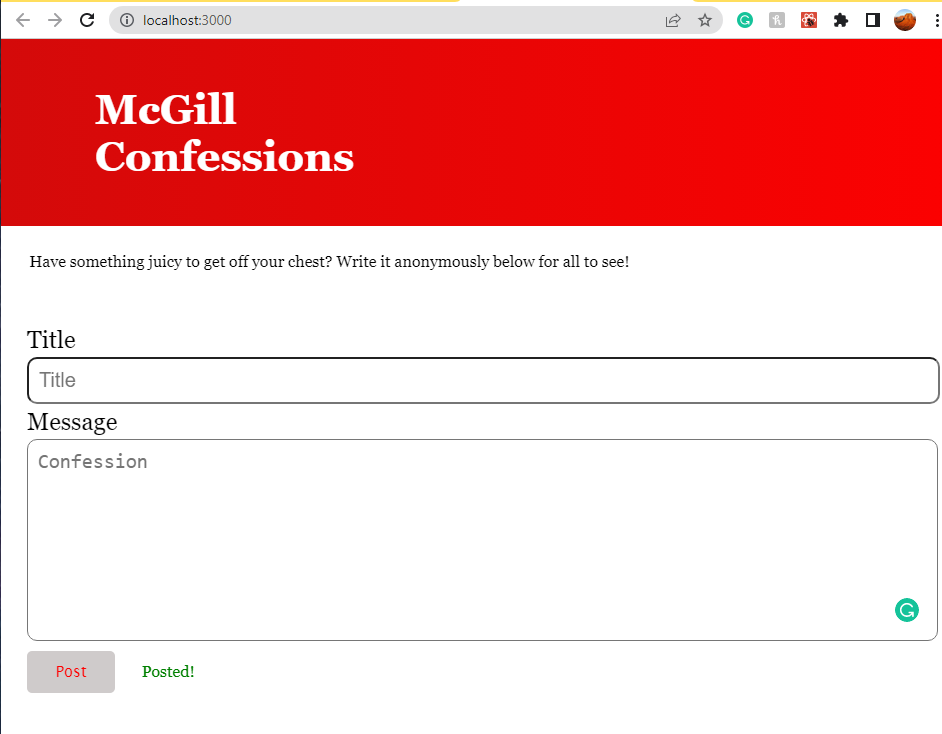 localhost:3000
McGill
Confessions
Have something juicy to get off your chest? Write it anonymously below for all to see!
Title
Title
Message
Confession
Post
Posted!